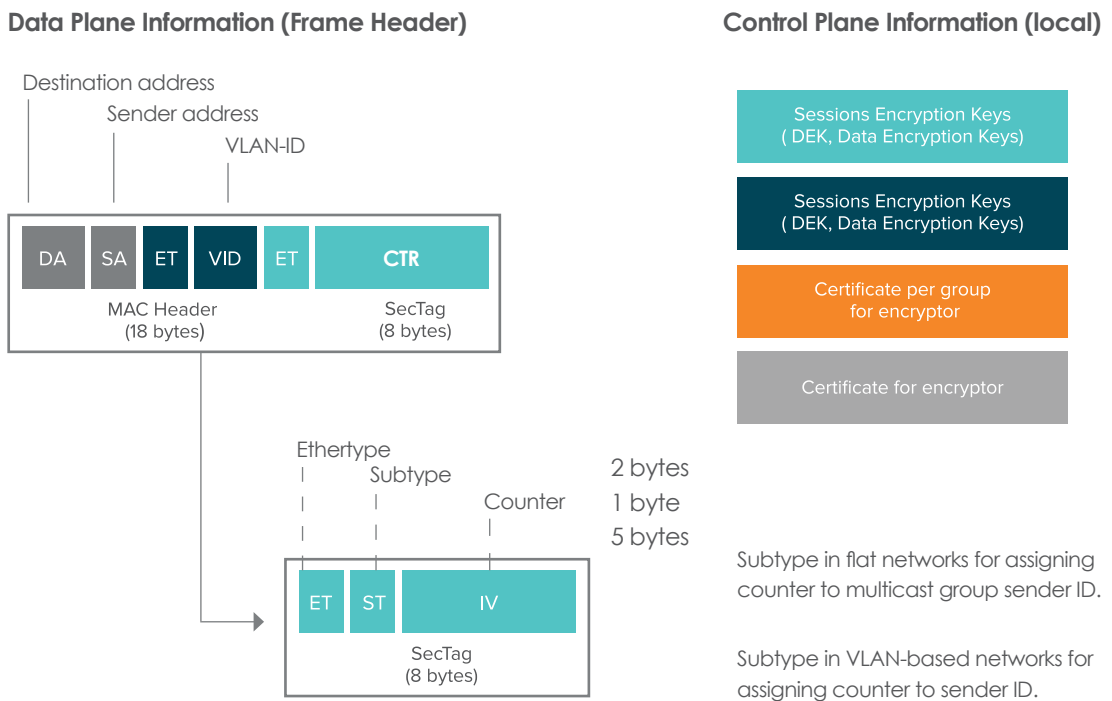 Data Plane Information (Frame Header)
Control Plane Information (local)
Destination address
Sender address
VLAN-ID
DA
SA
ET
VID
ET
CTR
MAC Header
(18 bytes)
SecTag
(8 bytes)
Sessions Encryption Keys
( DEK, Data Encryption Keys)
Sessions Encryption Keys
( DEK, Data Encryption Keys)
Certificate per group
for encryptor
Certificate for encryptor
Ethertype
Subtype
Counter
2 bytes
1 byte
5 bytes
ET
ST
IV
SecTag
(8 bytes)
Subtype in flat networks for assigning
counter to multicast group sender ID.
Subtype in VLAN-based networks for
assigning counter to sender ID.